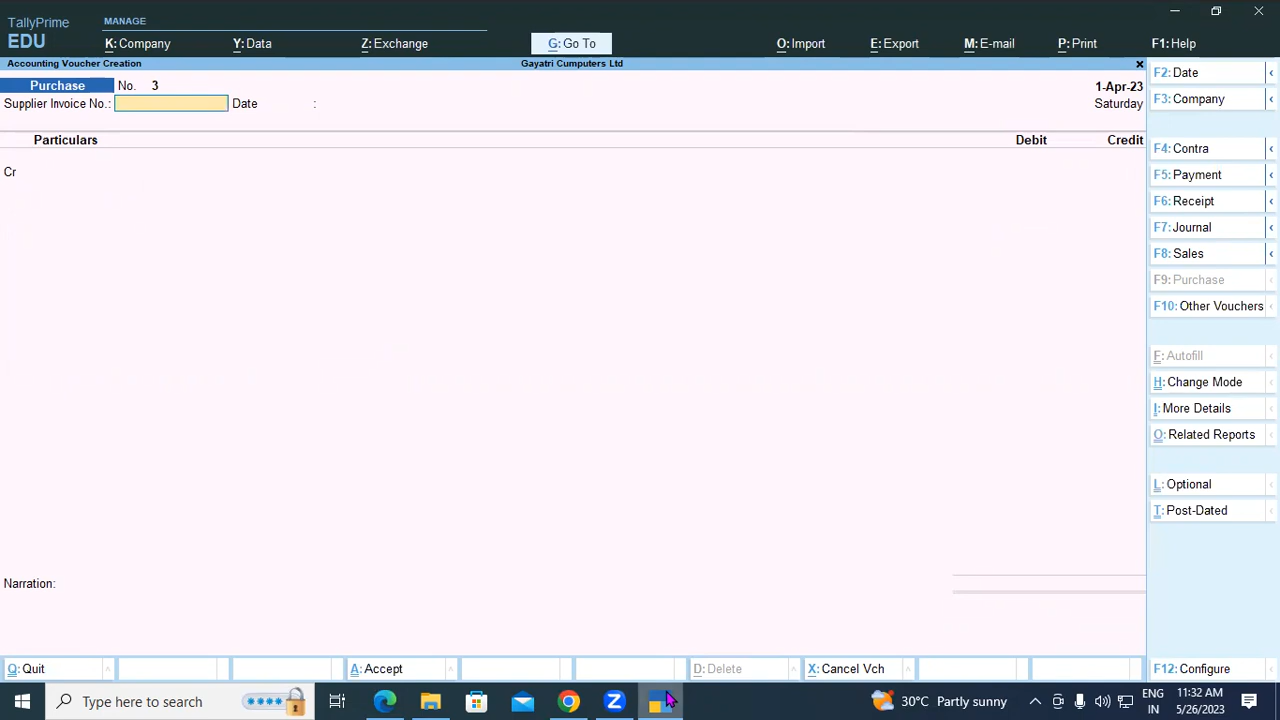 TallyPrime
EDU
MANAGE
K: Company
Y: Data
Z: Exchange
G: Go To
O: Import
E: Export
M: E-mail
P: Print
F1: Help
Accounting Voucher Creation
Gayatri Cumputers Ltd
Purchase No. 3
1-Apr-23
Supplier Invoice No.: Date :
Saturday
Particulars Debit Credit
Cr
Narration:
F2: Date
F3: Company
F4: Contra
F5: Payment
F6: Receipt
F7: Journal
F8: Sales
F9: Purchase
F10: Other Vouchers
F: Autofill
H: Change Mode
I: More Details
O: Related Reports
L: Optional
T: Post-Dated
F12: Configure
Q: Quit
A: Accept
D: Delete
X: Cancel Vch
Type here to search
30°C Partly sunny
ENG
IN
11:32 AM
5/26/2023